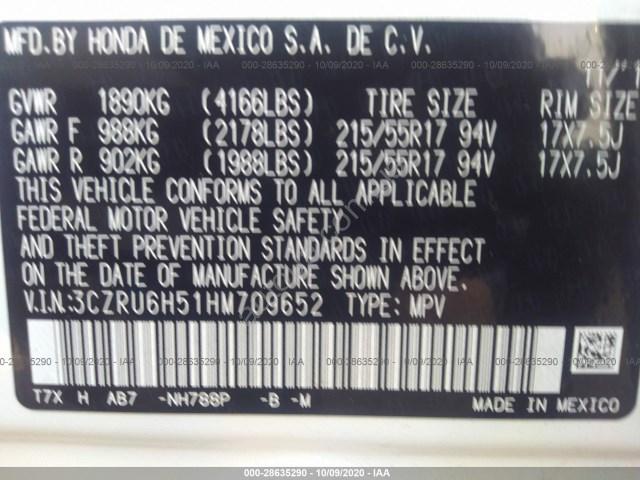 MFD.BY HONDA DE MEXICO S.A. DE C.V.
GVWR 1890KG (4166LBS) TIRE SIZE RIM SIZE
GAWR F 988KG (2178LBS) 215/55R17 94V 17X7.5J
GAWR R 902KG (1988LBS) 215/55R17 94V 17X7.5J
THIS VEHICLE CONFORMS TO ALL APPLICABLE
FEDERAL MOTOR VEHICLE SAFETY
AND THEFT PREVENTION STANDARDS IN EFFECT
ON THE DATE OF MANUFACTURE SHOWN ABOVE.
V.I.N:3CZRU6H51HM709652 TYPE: MPV
T7X H AB7 -NH788P -B -M
MADE IN MEXICO
000-28635290 - 10/09/2020 - IAA